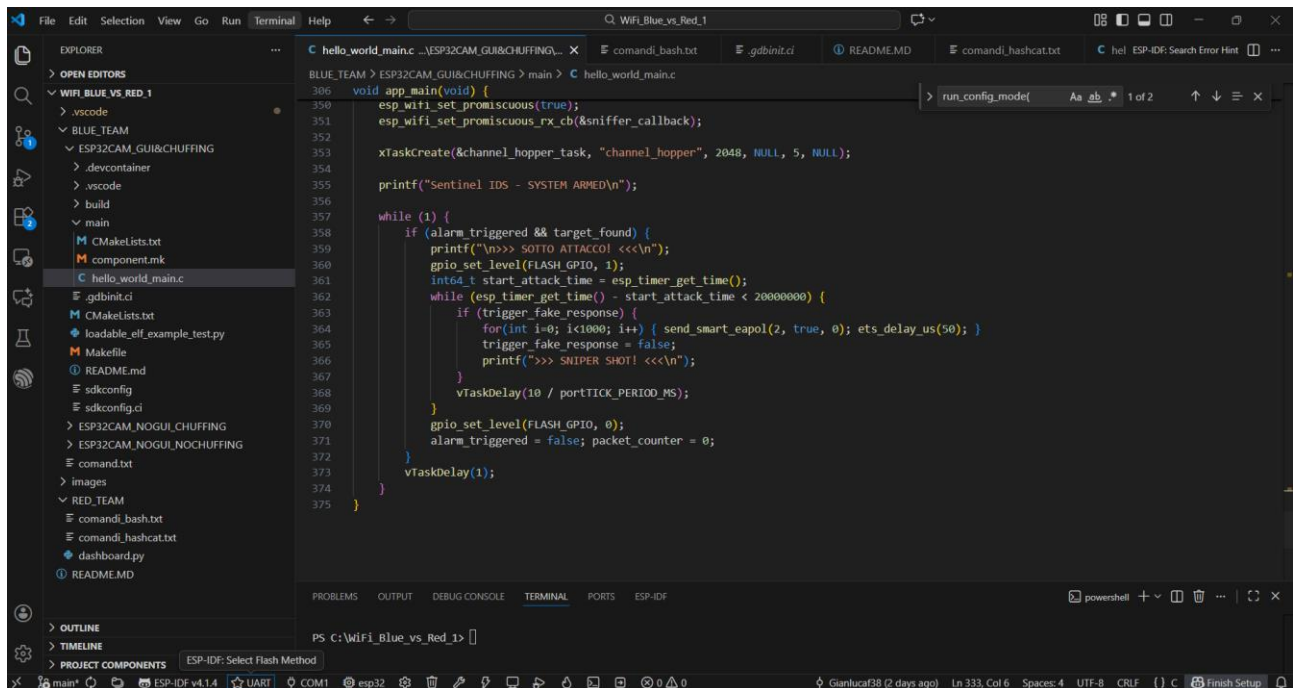 File Edit Selection View Go Run Terminal Help ← → WiFi_Blue_vs_Red_1
EXPLORER ...
> OPEN EDITORS
WIFI_BLUE_VS_RED_1
> .vscode
BLUE_TEAM
ESP32CAM_GUI&CHUFFING
> .devcontainer
> .vscode
> build
main
M CMakeLists.txt
M component.mk
C hello_world_main.c
.gdbinit.ci
M CMakeLists.txt
loadable_elf_example_test.py
M Makefile
README.md
sdkconfig
sdkconfig.ci
> ESP32CAM_NOGUI_CHUFFING
> ESP32CAM_NOGUI_NOCHUFFING
comand.txt
> images
RED_TEAM
comandi_bash.txt
comandi_hashcat.txt
dashboard.py
README.MD
> OUTLINE
> TIMELINE
> PROJECT COMPONENTS
ESP-IDF: Select Flash Method
C hello_world_main.c ...\ESP32CAM_GUI&CHUFFING\... × comandi_bash.txt .gdbinit.ci README.MD comandi_hashcat.txt C hel ESP-IDF: Search Error Hint ...
BLUE_TEAM > ESP32CAM_GUI&CHUFFING > main > C hello_world_main.c
> run_config_mode( Aa ab .* 1 of 2 ↑ ↓ ×
306 void app_main(void) {
350 esp_wifi_set_promiscuous(true);
351 esp_wifi_set_promiscuous_rx_cb(&sniffer_callback);
352
353 xTaskCreate(&channel_hopper_task, "channel_hopper", 2048, NULL, 5, NULL);
354
355 printf("Sentinel IDS - SYSTEM ARMED\n");
356
357 while (1) {
358 if (alarm_triggered && target_found) {
359 printf("\n>>> SOTTO ATTACCO! <<<\n");
360 gpio_set_level(FLASH_GPIO, 1);
361 int64_t start_attack_time = esp_timer_get_time();
362 while (esp_timer_get_time() - start_attack_time < 20000000) {
363 if (trigger_fake_response) {
364 for(int i=0; i<1000; i++) { send_smart_eapol(2, true, 0); ets_delay_us(50); }
365 trigger_fake_response = false;
366 printf(">>> SNIPER SHOT! <<<\n");
367 }
368 vTaskDelay(10 / portTICK_PERIOD_MS);
369 }
370 gpio_set_level(FLASH_GPIO, 0);
371 alarm_triggered = false; packet_counter = 0;
372 }
373 vTaskDelay(1);
374 }
375 }
PROBLEMS OUTPUT DEBUG CONSOLE TERMINAL PORTS ESP-IDF powershell + ... ×
PS C:\WiFi_Blue_vs_Red_1>
main* ESP-IDF v4.1.4 UART COM1 esp32 0 0 Gianlucaf38 (2 days ago) Ln 333, Col 6 Spaces: 4 UTF-8 CRLF {} C Finish Setup